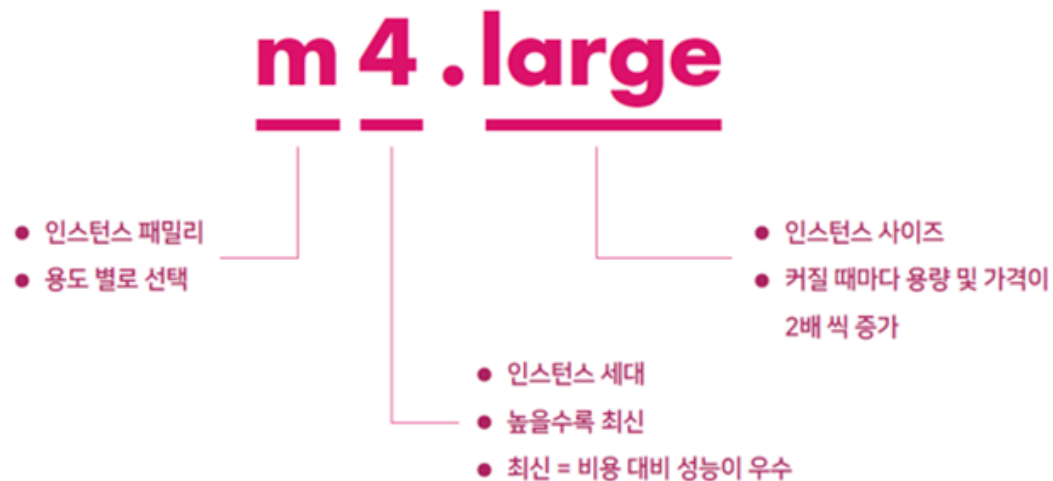 m4.large
● 인스턴스 패밀리
● 용도 별로 선택
● 인스턴스 사이즈
● 커질 때마다 용량 및 가격이
2배 씩 증가
● 인스턴스 세대
● 높을수록 최신
● 최신 = 비용 대비 성능이 우수